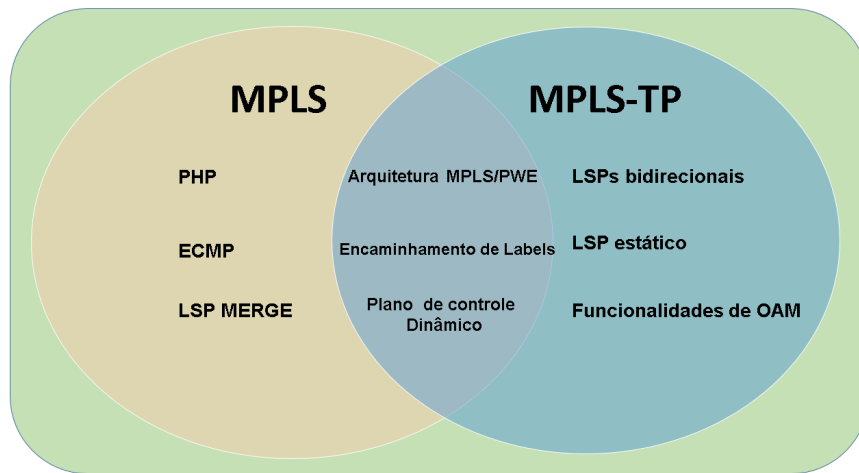 MPLS
MPLS-TP
PHP
Arquitetura MPLS/PWE
LSPs bidirecionais
ECMP
Encaminhamento de Labels
LSP estático
LSP MERGE
Plano de controle
Dinâmico
Funcionalidades de OAM